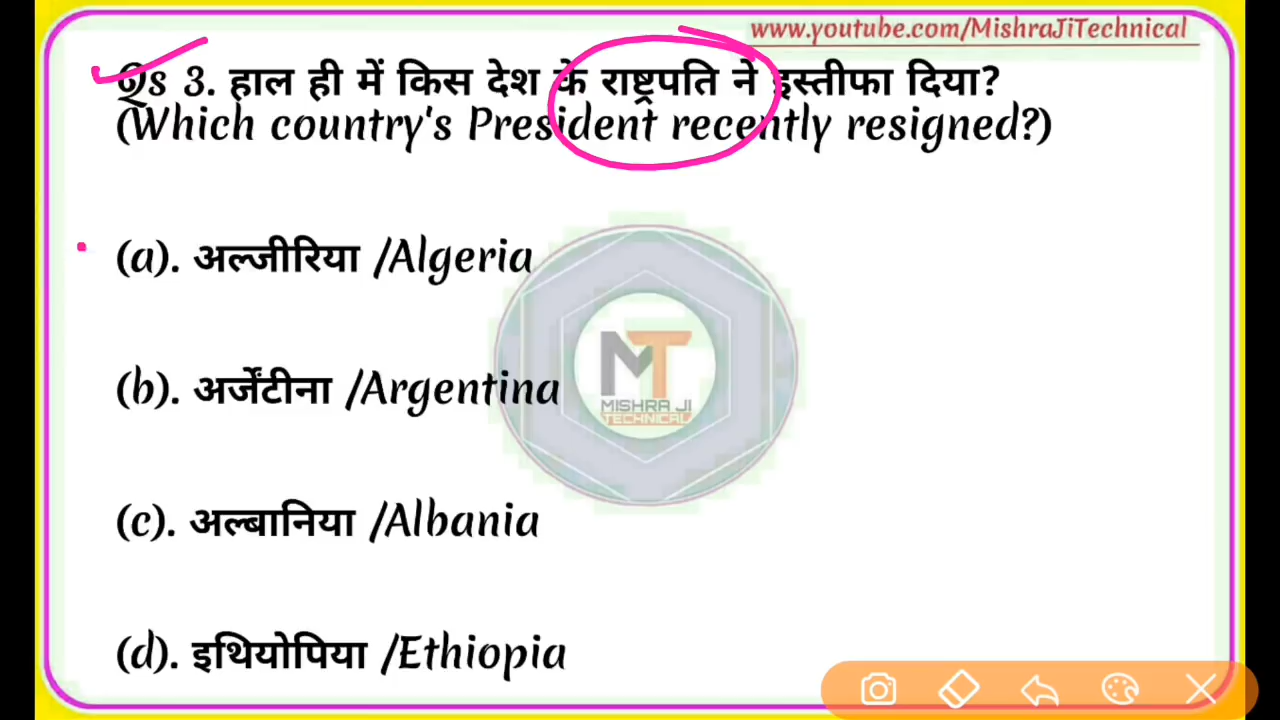 www.youtube.com/MishraJiTechnical
Qs 3. हाल ही में किस देश के राष्ट्रपति ने इस्तीफा दिया?
(Which country's President recently resigned?)
(a). अल्जीरिया /Algeria
(b). अर्जेंटीना /Argentina
MT
MISHRA JI
TECHNICAL
(c). अल्बानिया /Albania
(d). इथियोपिया /Ethiopia